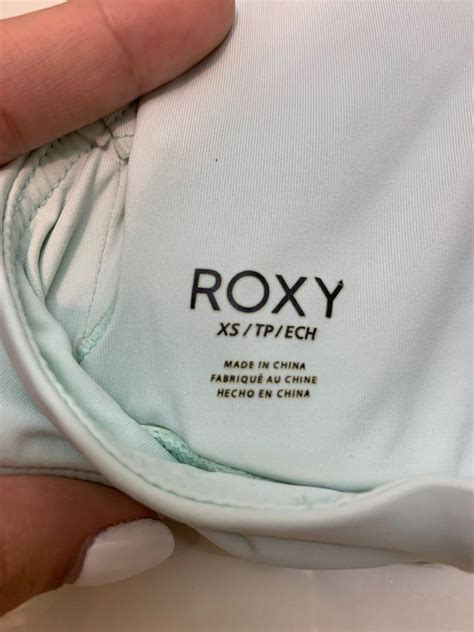 ROXY
XS/TP/ECH
MADE IN CHINA
FABRIQUÉ AU CHINE
HECHO EN CHINA